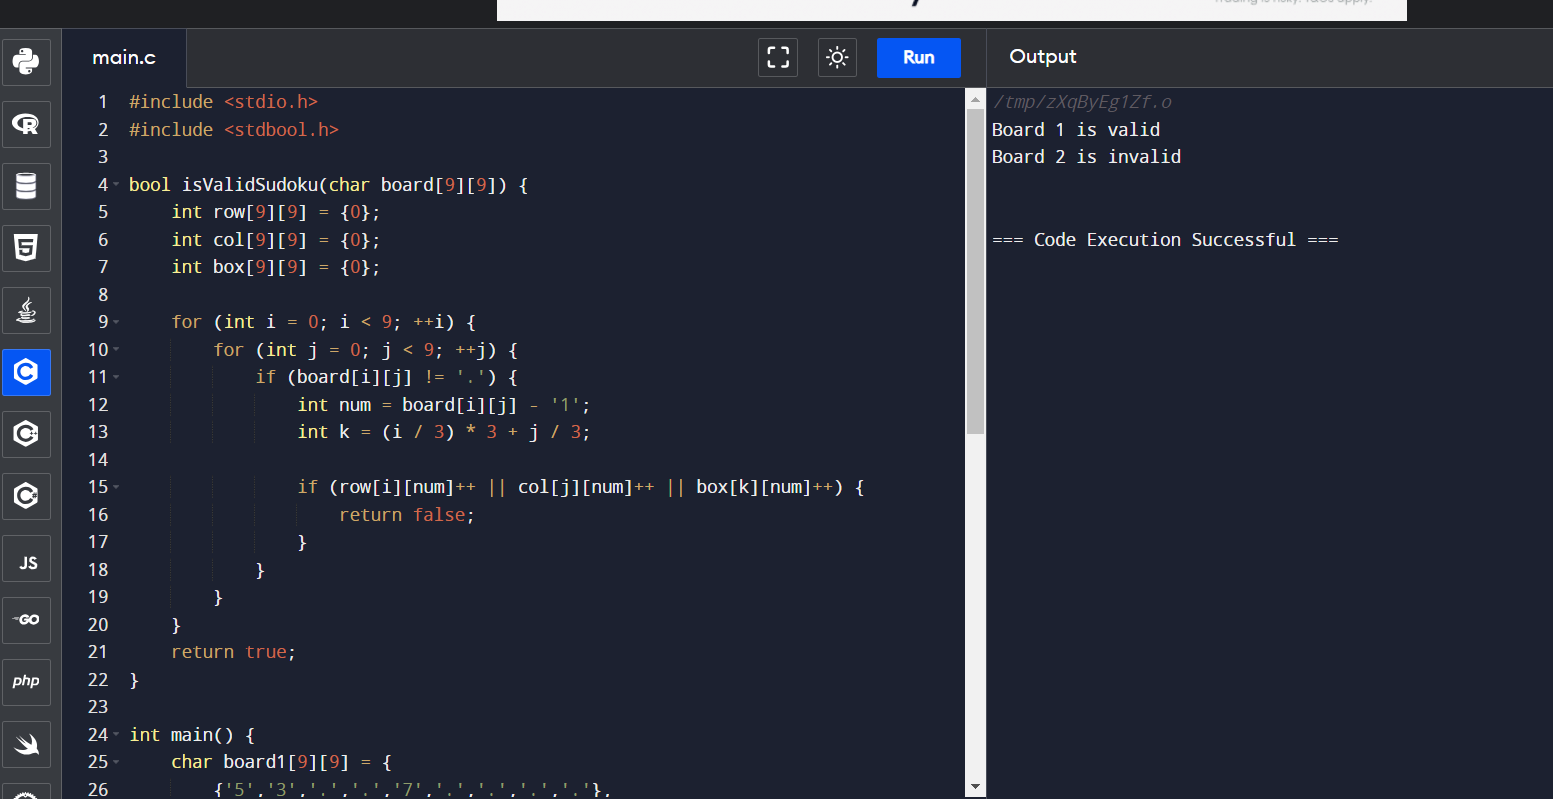 main.c
Run
Output
1 #include <stdio.h>
2 #include <stdbool.h>
3
4 bool isValidSudoku(char board[9][9]) {
5     int row[9][9] = {0};
6     int col[9][9] = {0};
7     int box[9][9] = {0};
8
9     for (int i = 0; i < 9; ++i) {
10         for (int j = 0; j < 9; ++j) {
11             if (board[i][j] != '.') {
12                 int num = board[i][j] - '1';
13                 int k = (i / 3) * 3 + j / 3;
14
15                 if (row[i][num]++ || col[j][num]++ || box[k][num]++) {
16                     return false;
17                 }
18             }
19         }
20     }
21     return true;
22 }
23
24 int main() {
25     char board1[9][9] = {
26         {'5','3','.','.','7','.','.','.','.'},
/tmp/zXqByEg1Zf.o
Board 1 is valid
Board 2 is invalid
=== Code Execution Successful ===
R
5
C
C++
C#
JS
GO
php